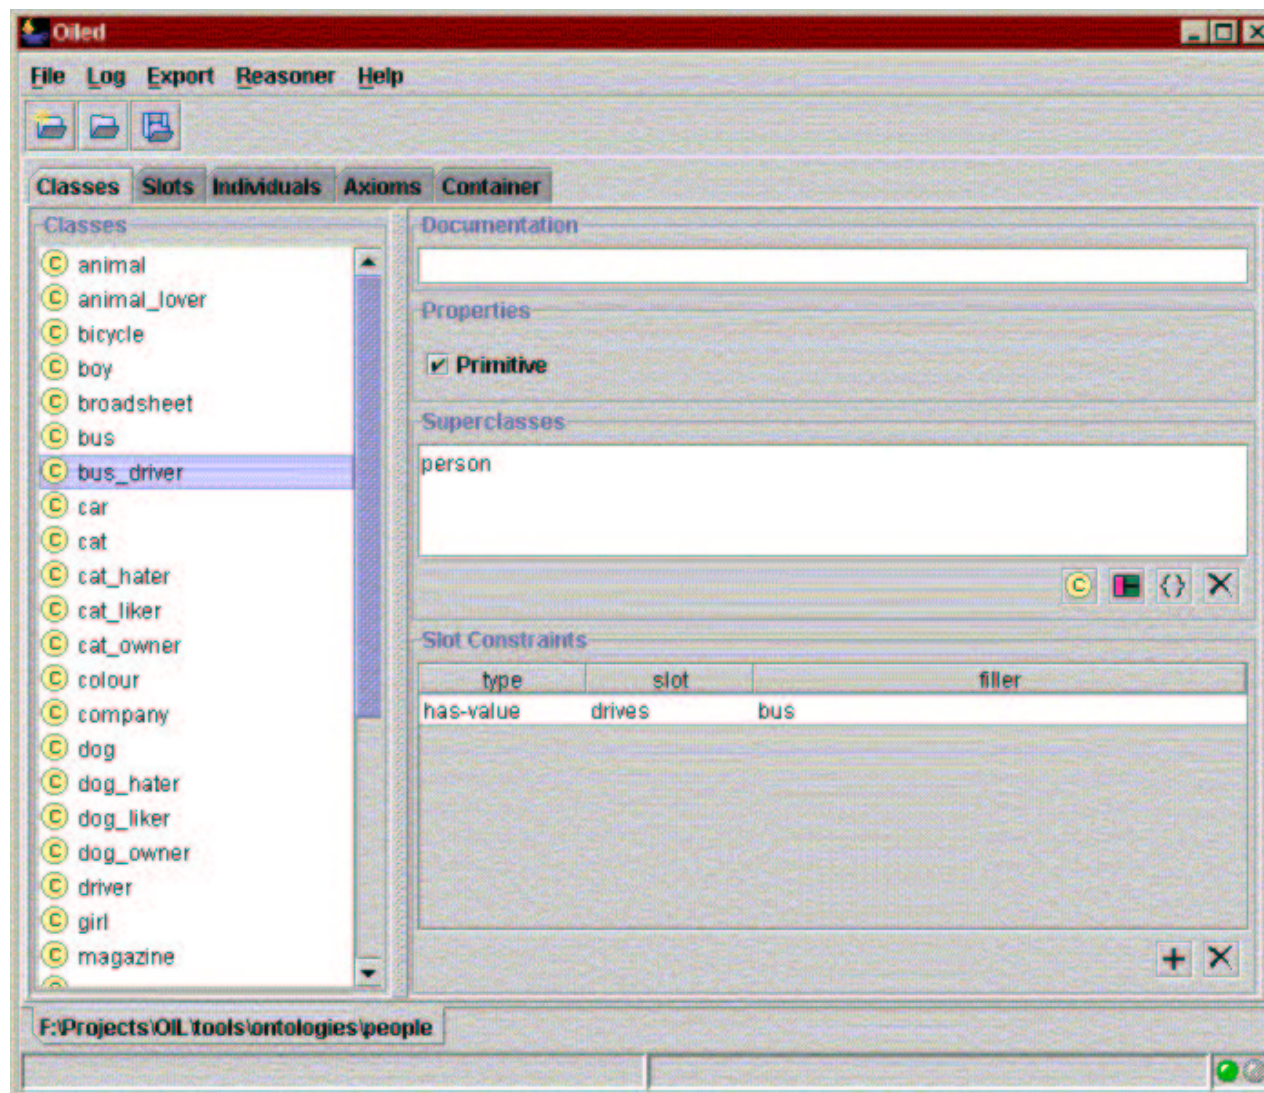 Oiled
File Log Export Reasoner Help
Classes Slots Individuals Axioms Container
Classes
C animal
C animal_lover
C bicycle
C boy
C broadsheet
C bus
C bus_driver
C car
C cat
C cat_hater
C cat_liker
C cat_owner
C colour
C company
C dog
C dog_hater
C dog_liker
C dog_owner
C driver
C girl
C magazine
Documentation
Properties
Primitive
Superclasses
person
C {}
Slot Constraints
type slot filler
has-value drives bus
F:\Projects\OIL\tools\ontologies\people